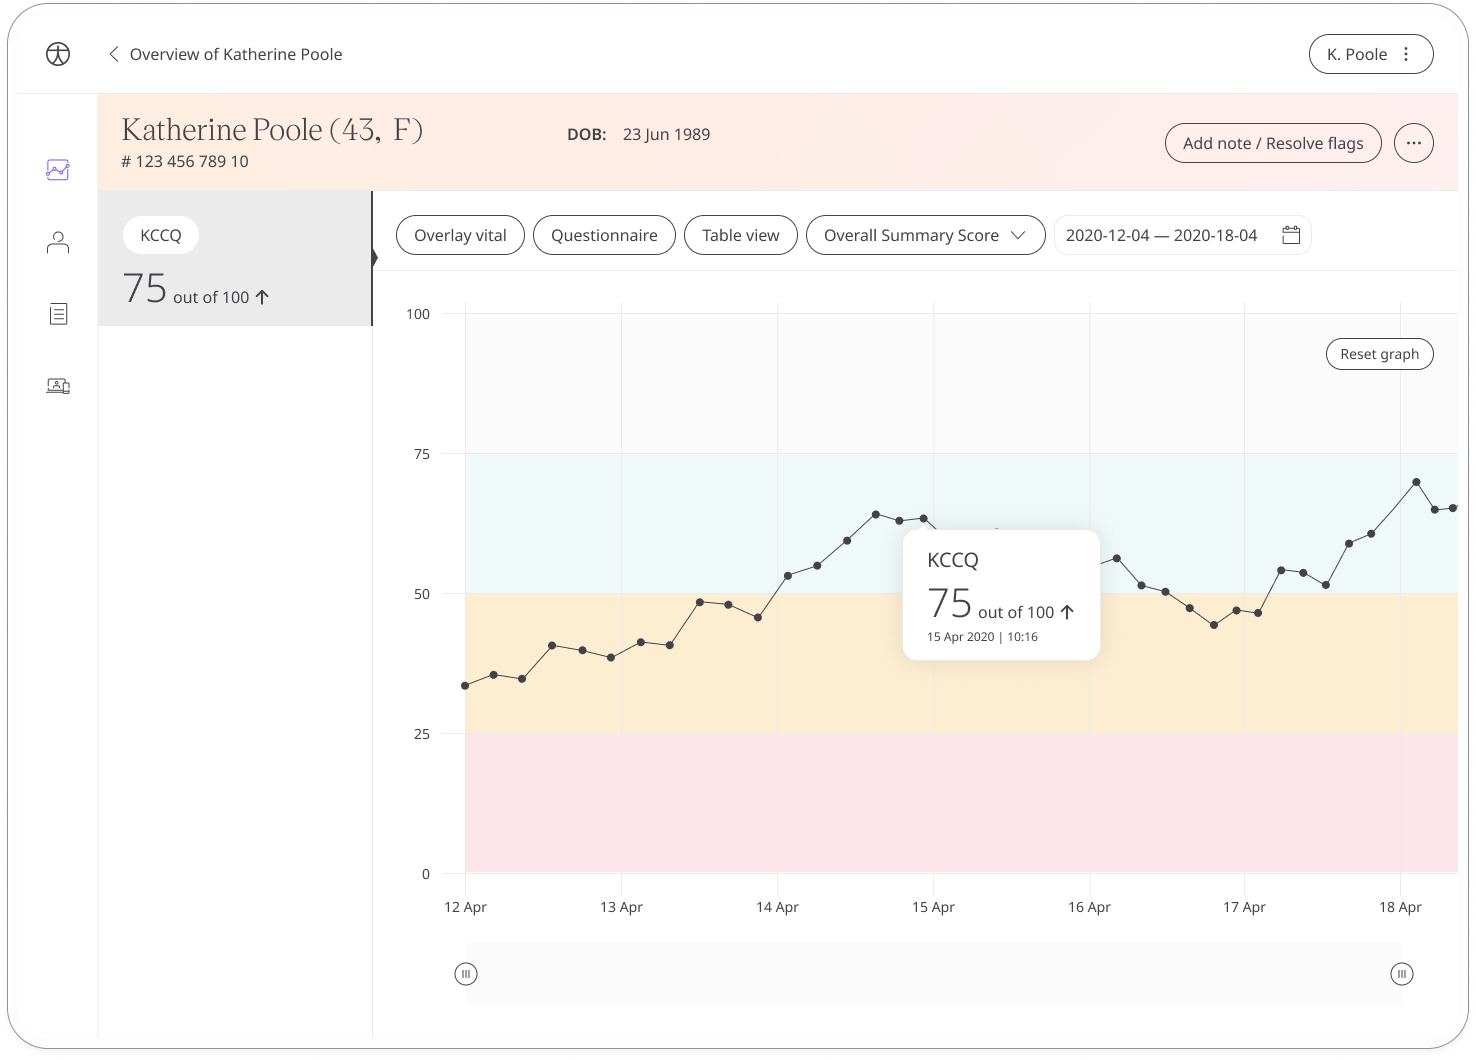 Overview of Katherine Poole
K. Poole
Katherine Poole (43, F)
DOB: 23 Jun 1989
# 123 456 789 10
Add note / Resolve flags
KCCQ
75 out of 100 ↑
Overlay vital
Questionnaire
Table view
Overall Summary Score
2020-12-04 — 2020-18-04
100
Reset graph
75
50
25
0
KCCQ
75 out of 100 ↑
15 Apr 2020 | 10:16
12 Apr 13 Apr 14 Apr 15 Apr 16 Apr 17 Apr 18 Apr